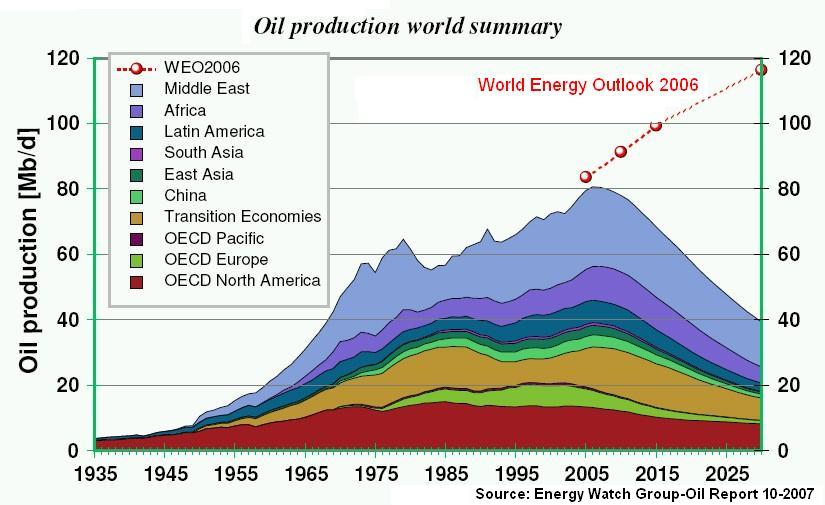 Oil production world summary
Oil production [Mb/d]
120
100
80
60
40
20
0
WEO2006
Middle East
Africa
Latin America
South Asia
East Asia
China
Transition Economies
OECD Pacific
OECD Europe
OECD North America
World Energy Outlook 2006
120
100
80
60
40
20
0
1935 1945 1955 1965 1975 1985 1995 2005 2015 2025
Source: Energy Watch Group-Oil Report 10-2007